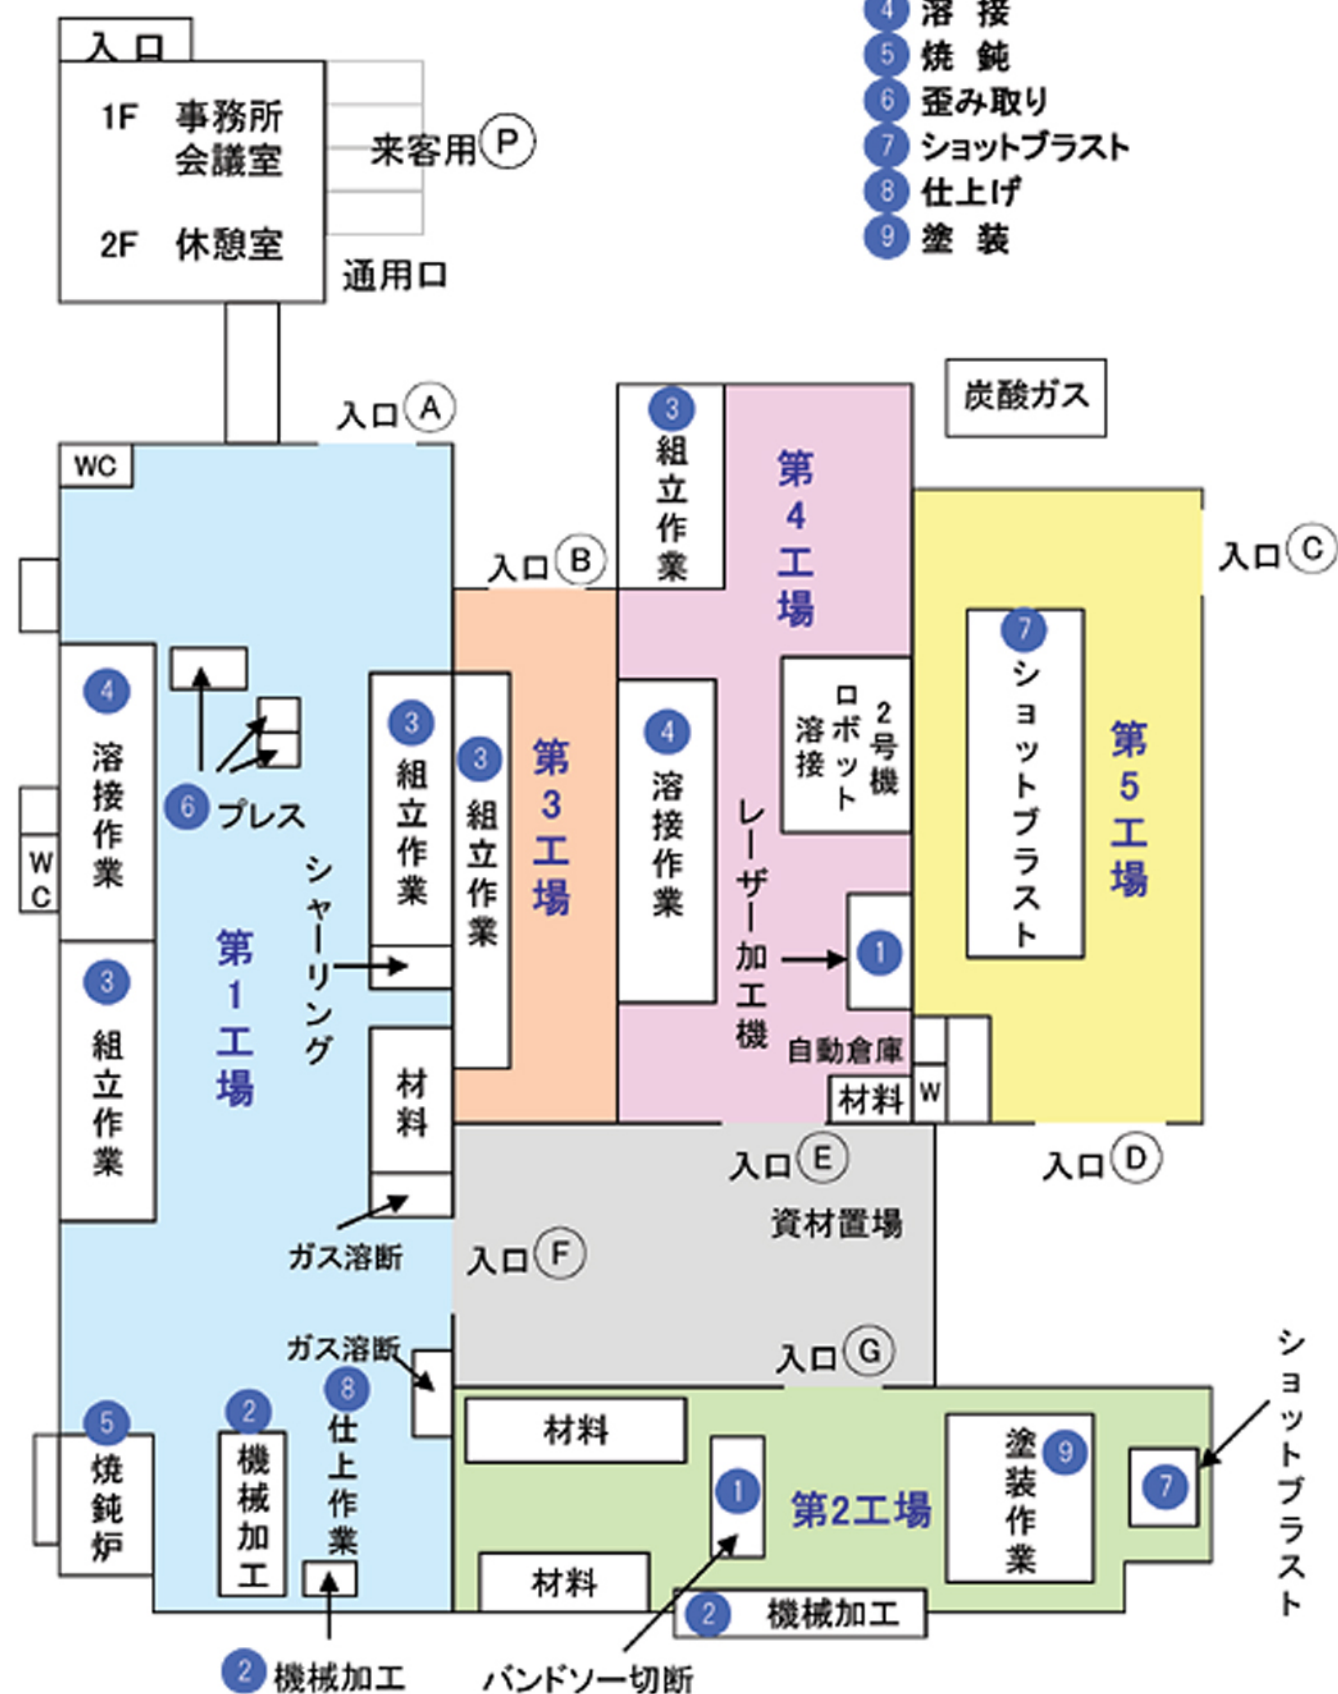 ④ 溶 接
⑤ 焼 鈍
⑥ 歪み取り
⑦ ショットブラスト
⑧ 仕上げ
⑨ 塗 装
入口
1F 事務所
会議室
2F 休憩室
来客用 Ⓟ
通用口
入口 Ⓐ
炭酸ガス
WC
③ 組立作業
第4工場
入口 Ⓑ
入口 Ⓒ
④ 溶接作業
⑥ プレス
③ 組立作業
③ 組立作業
第3工場
④ 溶接作業
2号機
ロボット
溶接
⑦ ショットブラスト
第5工場
WC
シャーリング
レーザー加工機
①
③ 組立作業
第1工場
材料
自動倉庫
材料
W
ガス溶断
入口 Ⓔ
入口 Ⓓ
資材置場
入口 Ⓕ
ガス溶断
入口 Ⓖ
⑤ 焼鈍炉
② 機械加工
⑧ 仕上作業
材料
①
第2工場
塗装作業 ⑨
⑦
ショットブラスト
材料
② 機械加工
② 機械加工
バンドソー切断